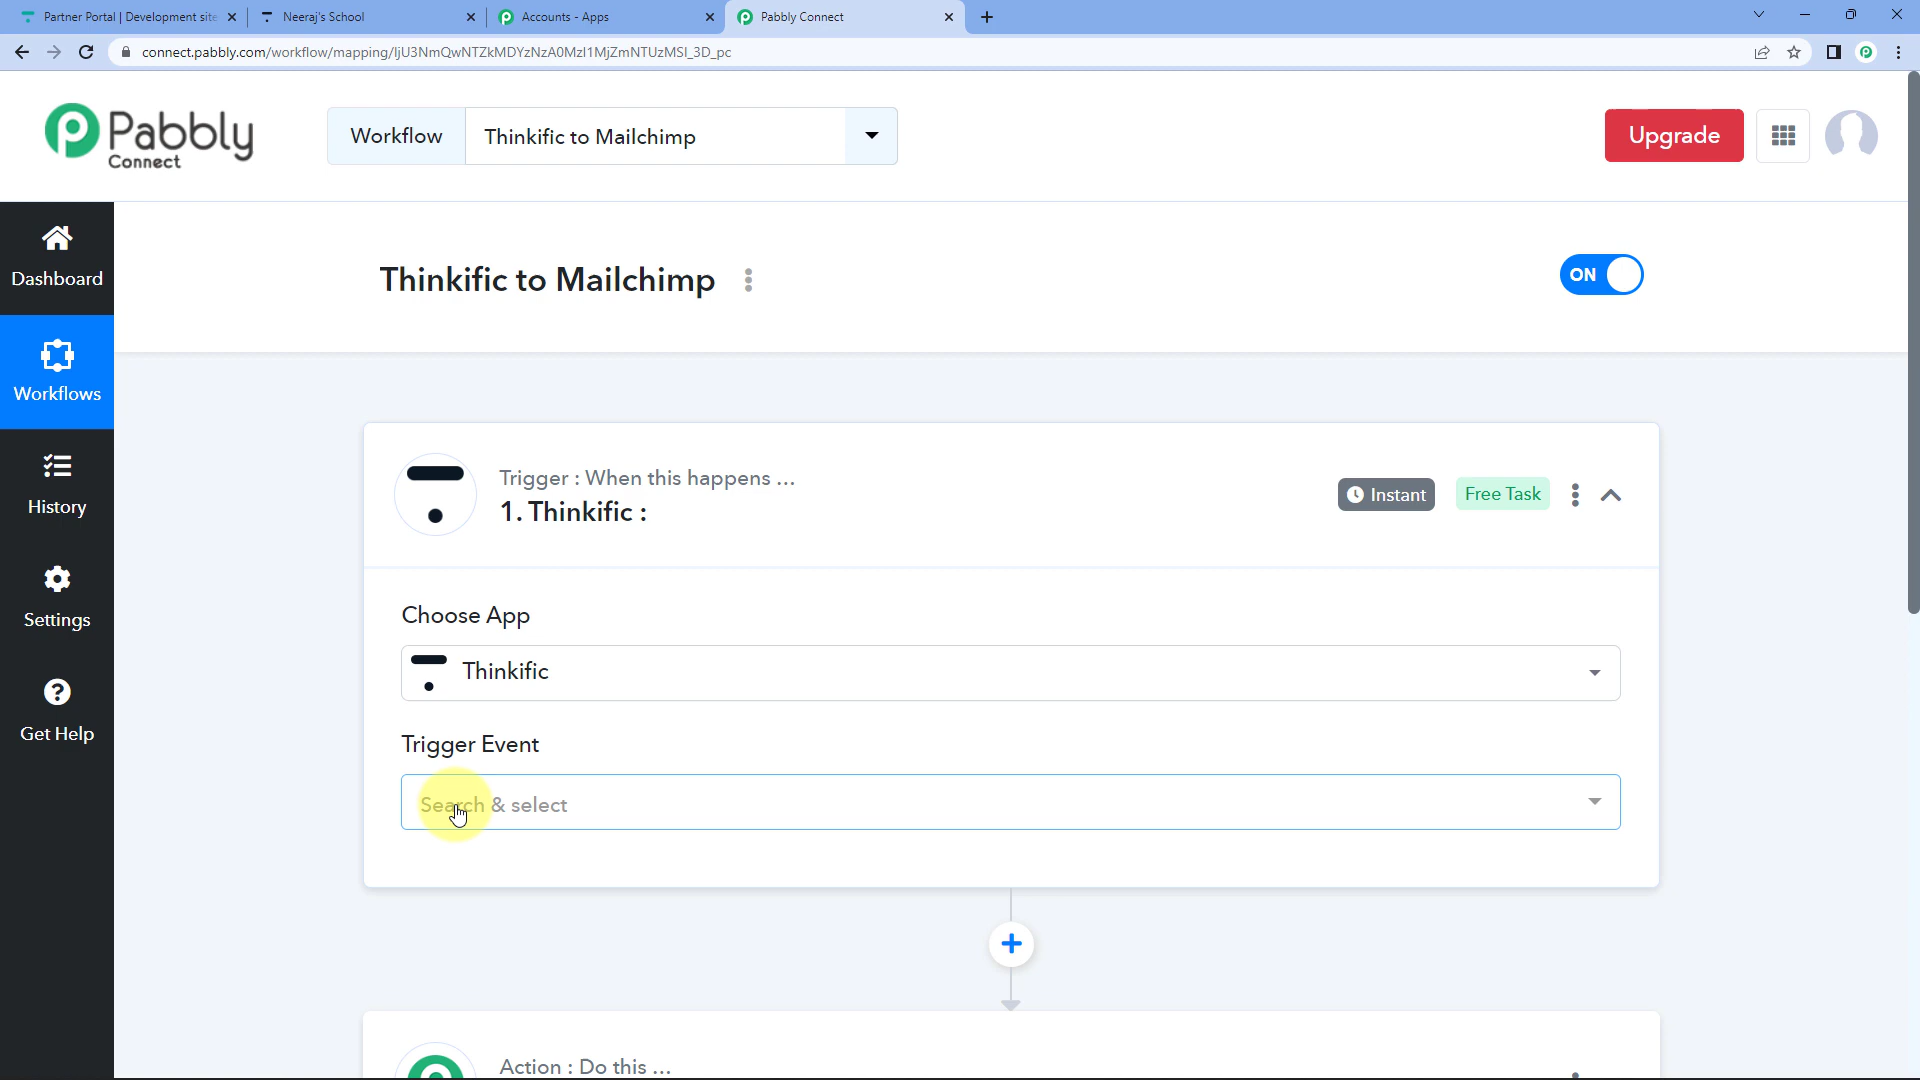 Partner Portal | Development site
Neeraj's School
Accounts - Apps
Pabbly Connect
connect.pabbly.com/workflow/mapping/IjU3NmQwNTZkMDYzNzA0MzI1MjZmNTUzMSI_3D_pc
Pabbly
Connect
Workflow
Thinkific to Mailchimp
Upgrade
Dashboard
Workflows
History
Settings
Get Help
Thinkific to Mailchimp
ON
Trigger : When this happens ...
1. Thinkific :
Instant
Free Task
Choose App
Thinkific
Trigger Event
Search & select
Action : Do this ...